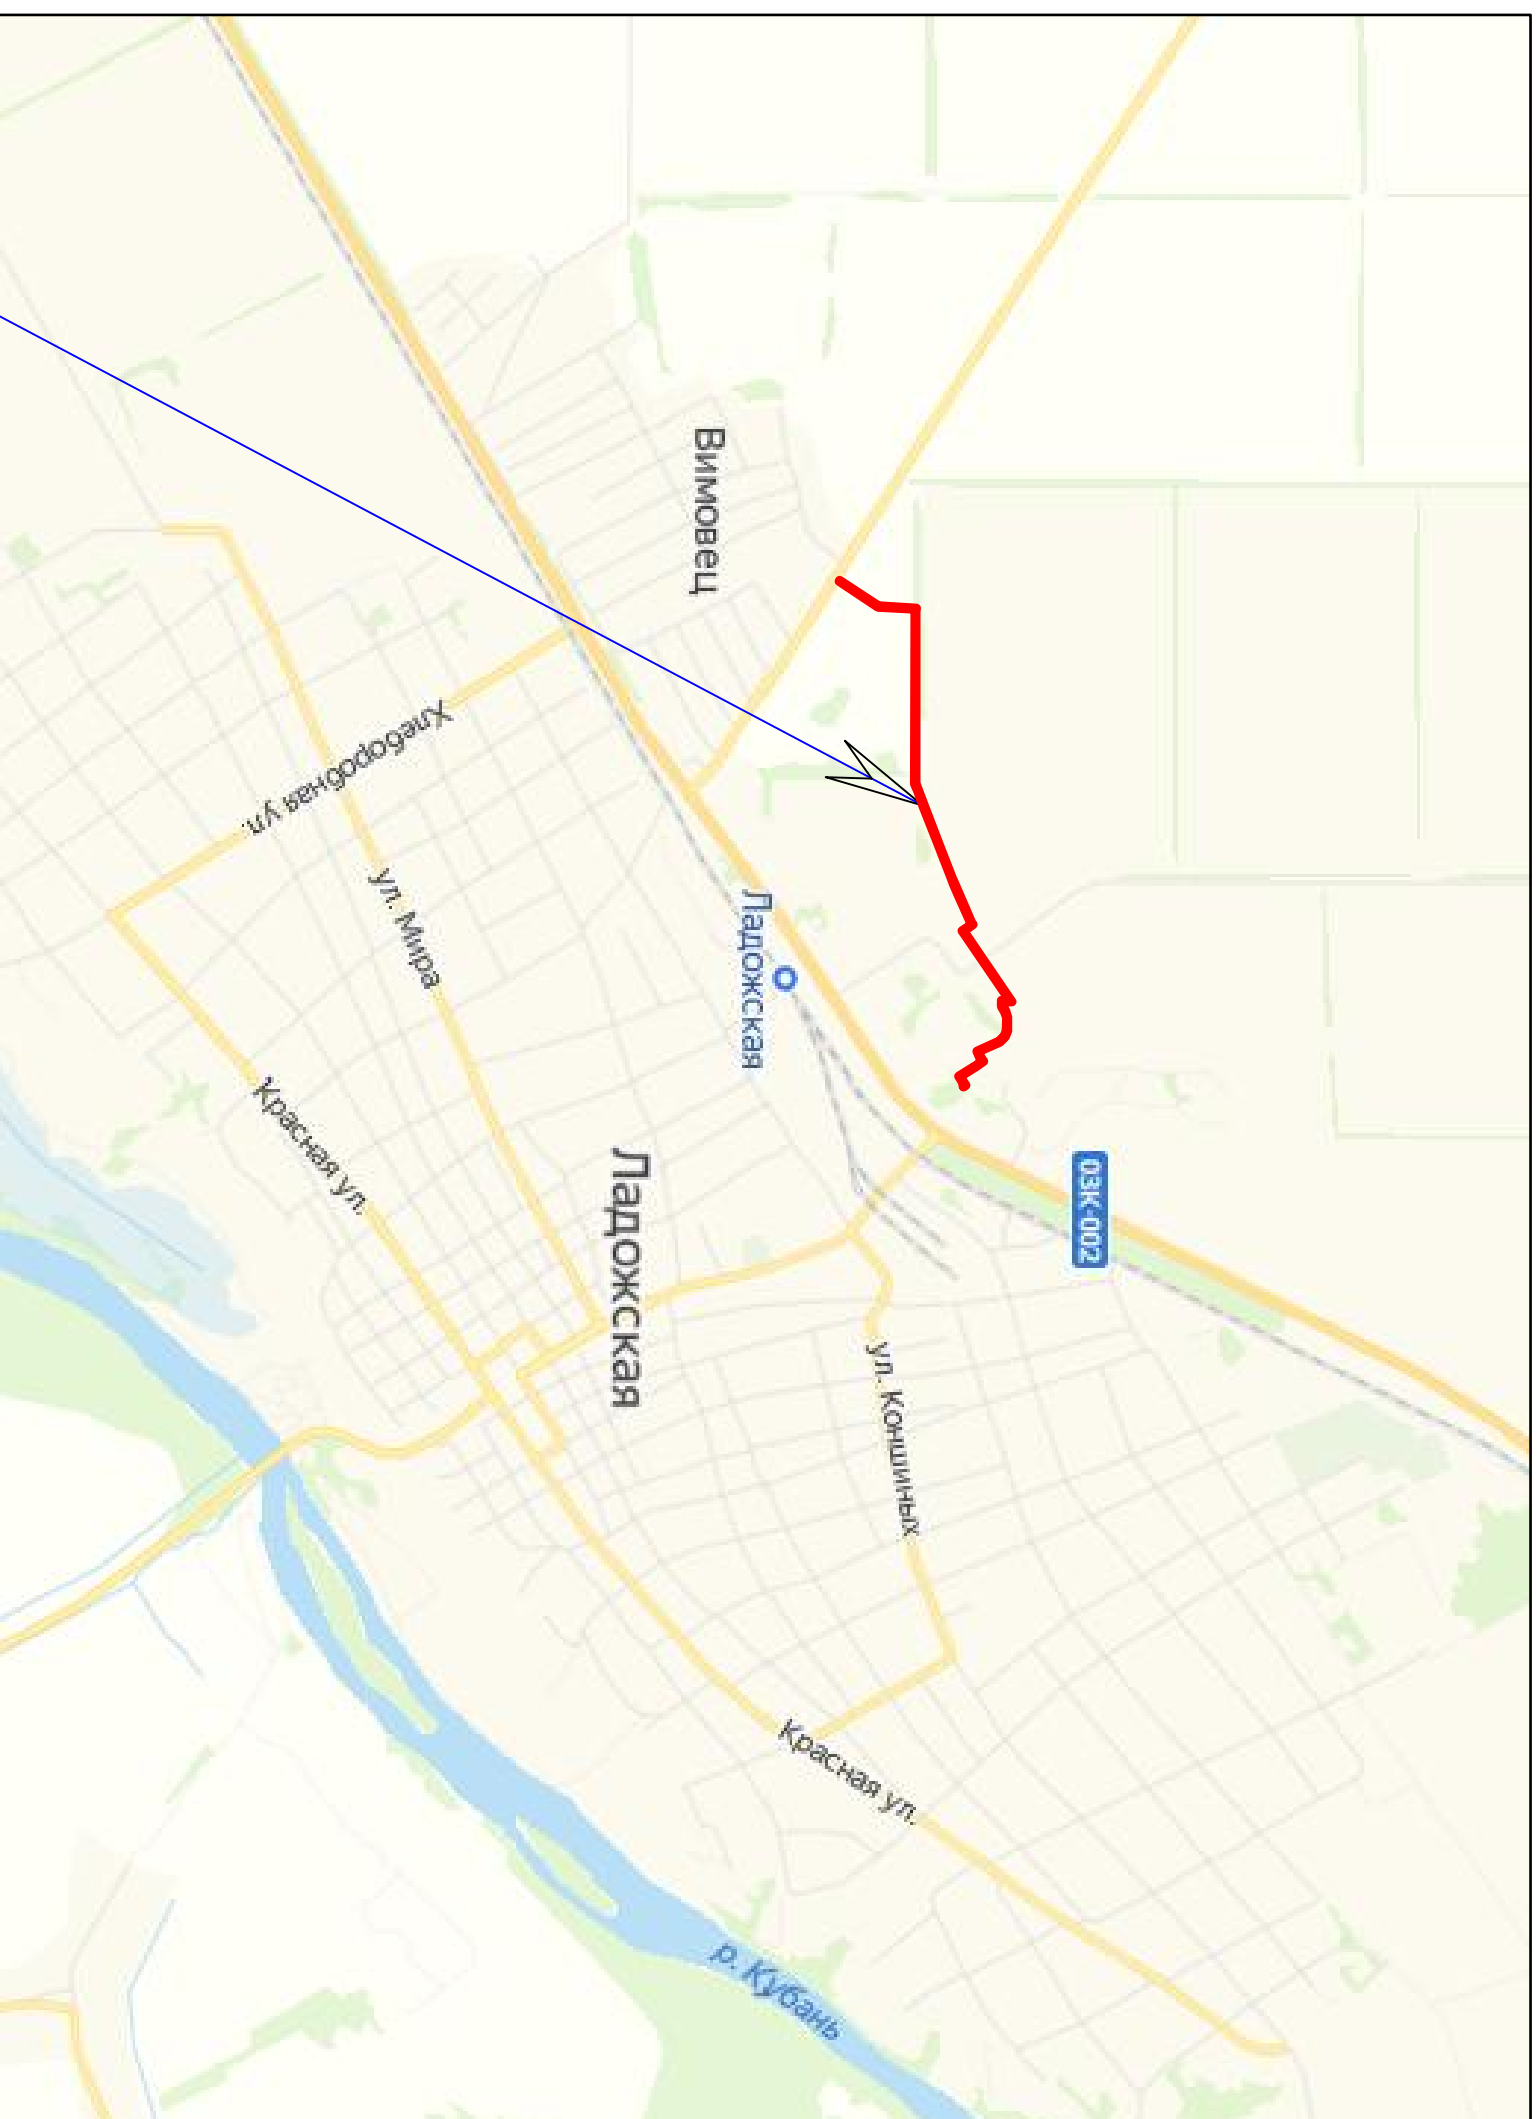 Вимовец
Хлеборобная ул.
ул. Мира
Ладожская
Красная ул.
Ладожская
03К-002
ул. Коншиных
Красная ул.
р. Кубань